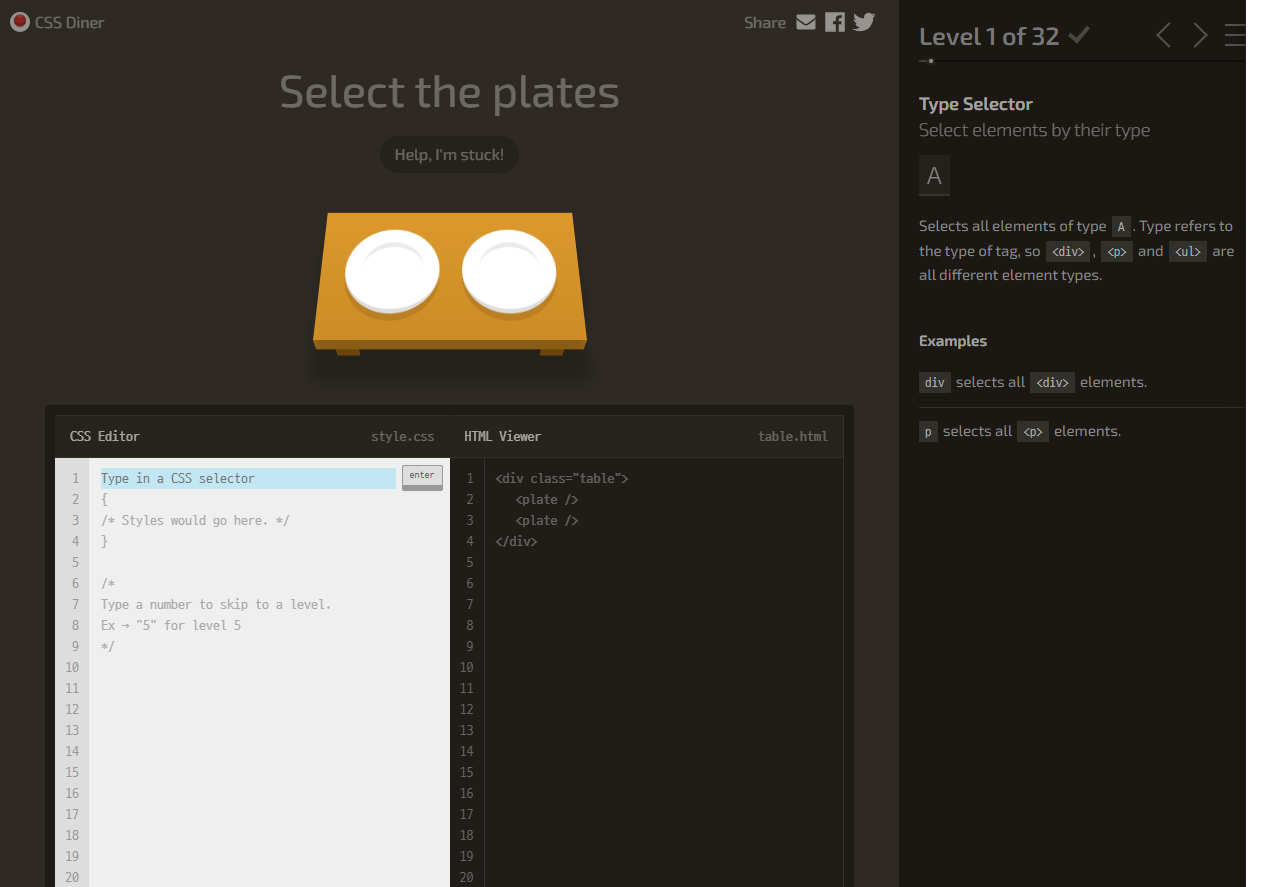 CSS Diner
Share
Select the plates
Help, I'm stuck!
CSS Editor style.css
1 Type in a CSS selector enter
2 {
3 /* Styles would go here. */
4 }
5
6 /*
7 Type a number to skip to a level.
8 Ex → "5" for level 5
9 */
10
11
12
13
14
15
16
17
18
19
20
HTML Viewer table.html
1 <div class="table">
2 <plate />
3 <plate />
4 </div>
5
6
7
8
9
10
11
12
13
14
15
16
17
18
19
20
Level 1 of 32
Type Selector
Select elements by their type
A
Selects all elements of type A . Type refers to
the type of tag, so <div> , <p> and <ul> are
all different element types.
Examples
div selects all <div> elements.
p selects all <p> elements.